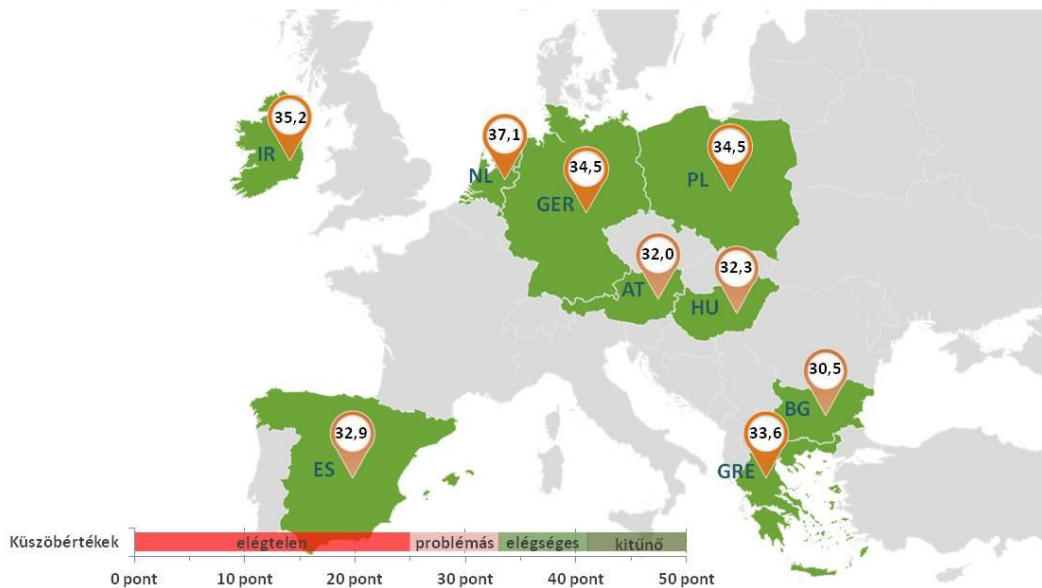 35,2
IR
37,1
NL
34,5
GER
34,5
PL
32,0
AT
32,3
HU
30,5
BG
32,9
ES
33,6
GRE
Küszöbértékek
elégtelen problémás elégséges kitűnő
0 pont 10 pont 20 pont 30 pont 40 pont 50 pont